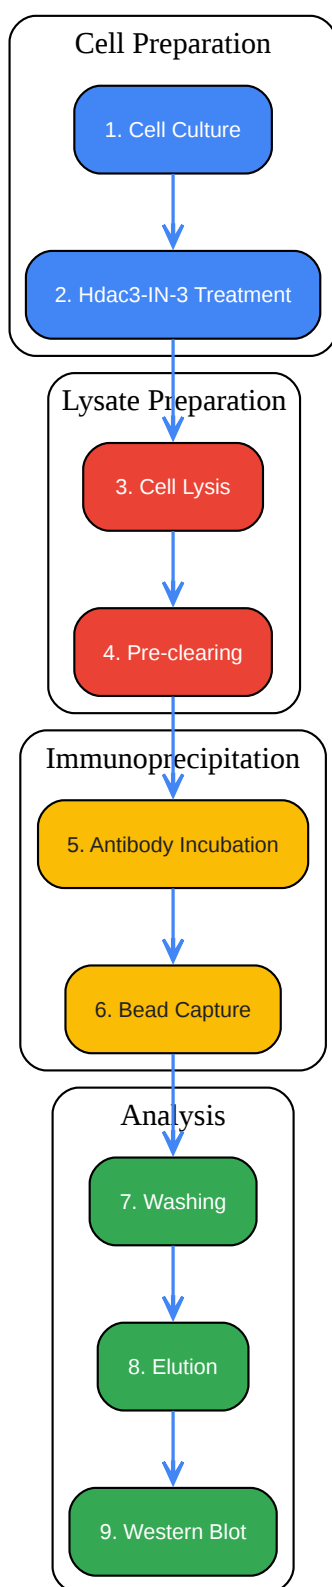 Cell Preparation
1. Cell Culture
2. Hdac3-IN-3 Treatment
Lysate Preparation
3. Cell Lysis
4. Pre-clearing
Immunoprecipitation
5. Antibody Incubation
6. Bead Capture
Analysis
7. Washing
8. Elution
9. Western Blot